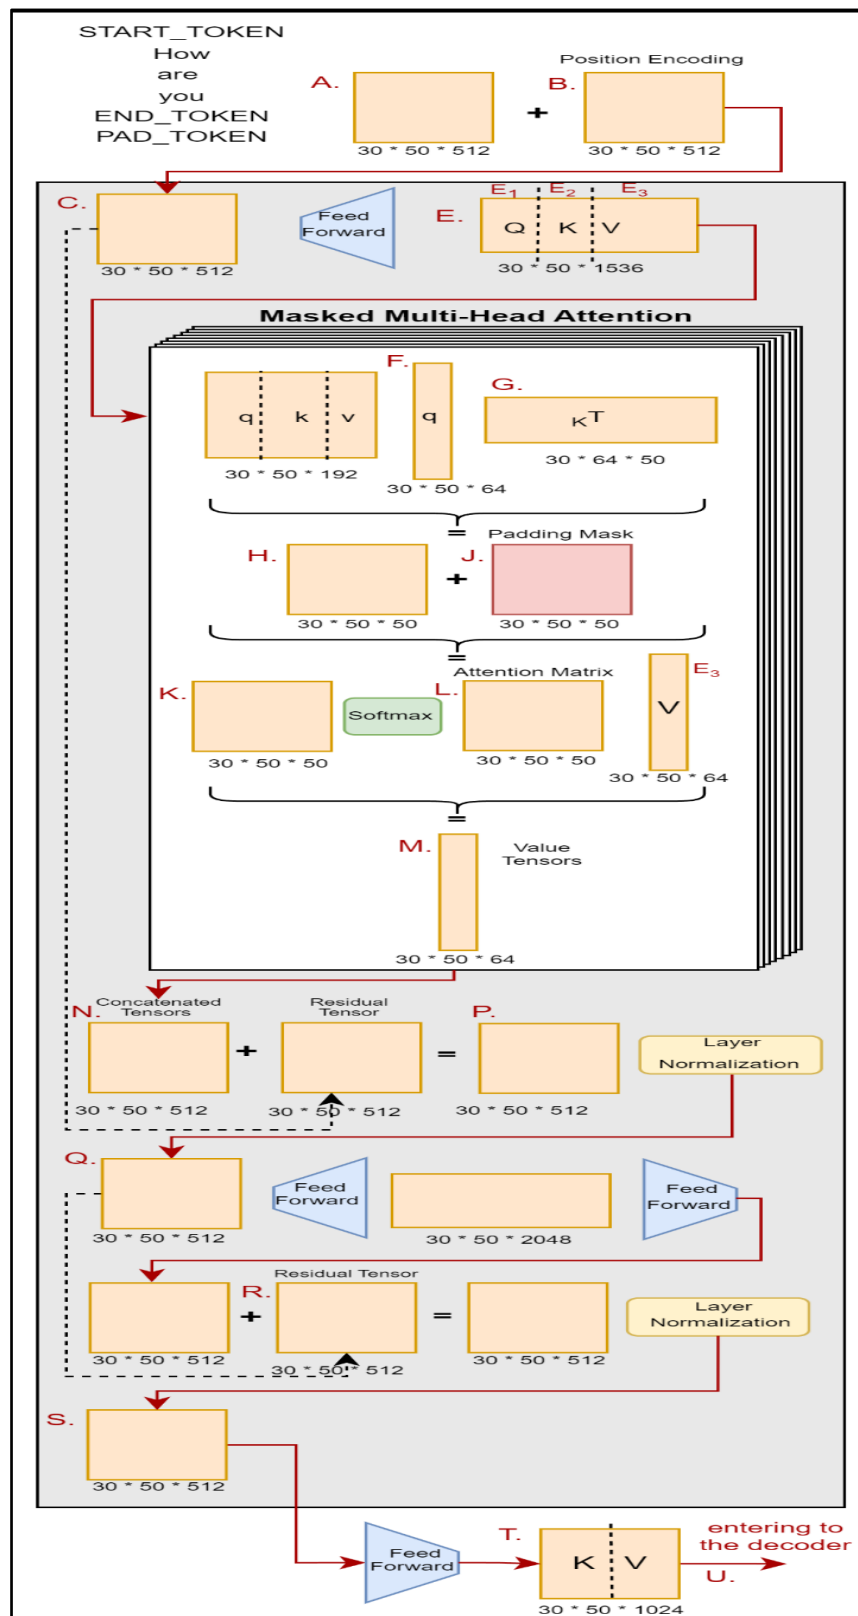 START_TOKEN
How
are
you
END_TOKEN
PAD_TOKEN
A.
30 * 50 * 512
+
Position Encoding
B.
30 * 50 * 512
C.
30 * 50 * 512
Feed
Forward
E.
E1 E2 E3
Q K V
30 * 50 * 1536
Masked Multi-Head Attention
q k v
30 * 50 * 192
F.
q
30 * 50 * 64
G.
KT
30 * 64 * 50
=
H.
30 * 50 * 50
+
Padding Mask
J.
30 * 50 * 50
=
K.
30 * 50 * 50
Softmax
Attention Matrix
L.
30 * 50 * 50
E3
V
30 * 50 * 64
=
M.
Value
Tensors
30 * 50 * 64
N.
Concatenated
Tensors
30 * 50 * 512
+
Residual
Tensor
30 * 50 * 512
=
P.
30 * 50 * 512
Layer
Normalization
Q.
30 * 50 * 512
Feed
Forward
30 * 50 * 2048
Feed
Forward
30 * 50 * 512
+
R.
Residual Tensor
30 * 50 * 512
=
30 * 50 * 512
Layer
Normalization
S.
30 * 50 * 512
Feed
Forward
T.
K V
30 * 50 * 1024
entering to
the decoder
U.